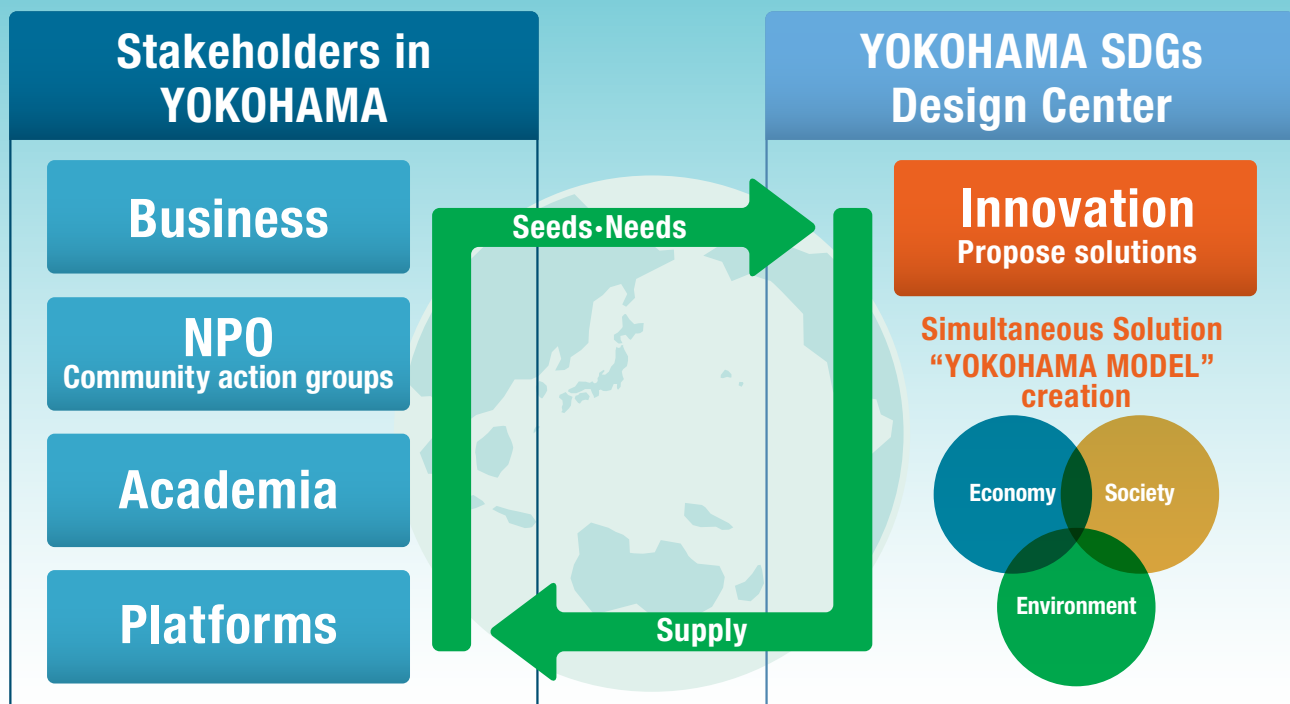 Stakeholders in
YOKOHAMA
Business
NPO
Community action groups
Academia
Platforms
Seeds・Needs
Supply
YOKOHAMA SDGs
Design Center
Innovation
Propose solutions
Simultaneous Solution
“YOKOHAMA MODEL”
creation
Economy
Society
Environment